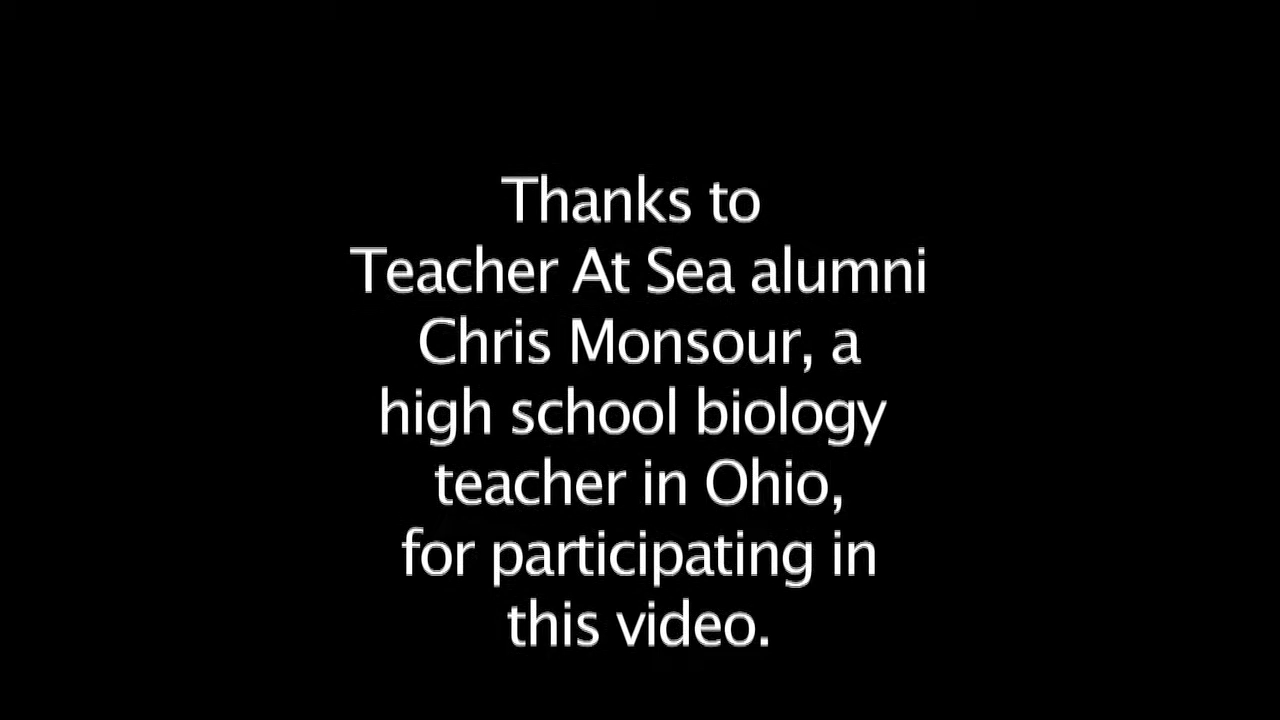 Thanks to
Teacher At Sea alumni
Chris Monsour, a
high school biology
teacher in Ohio,
for participating in
this video.